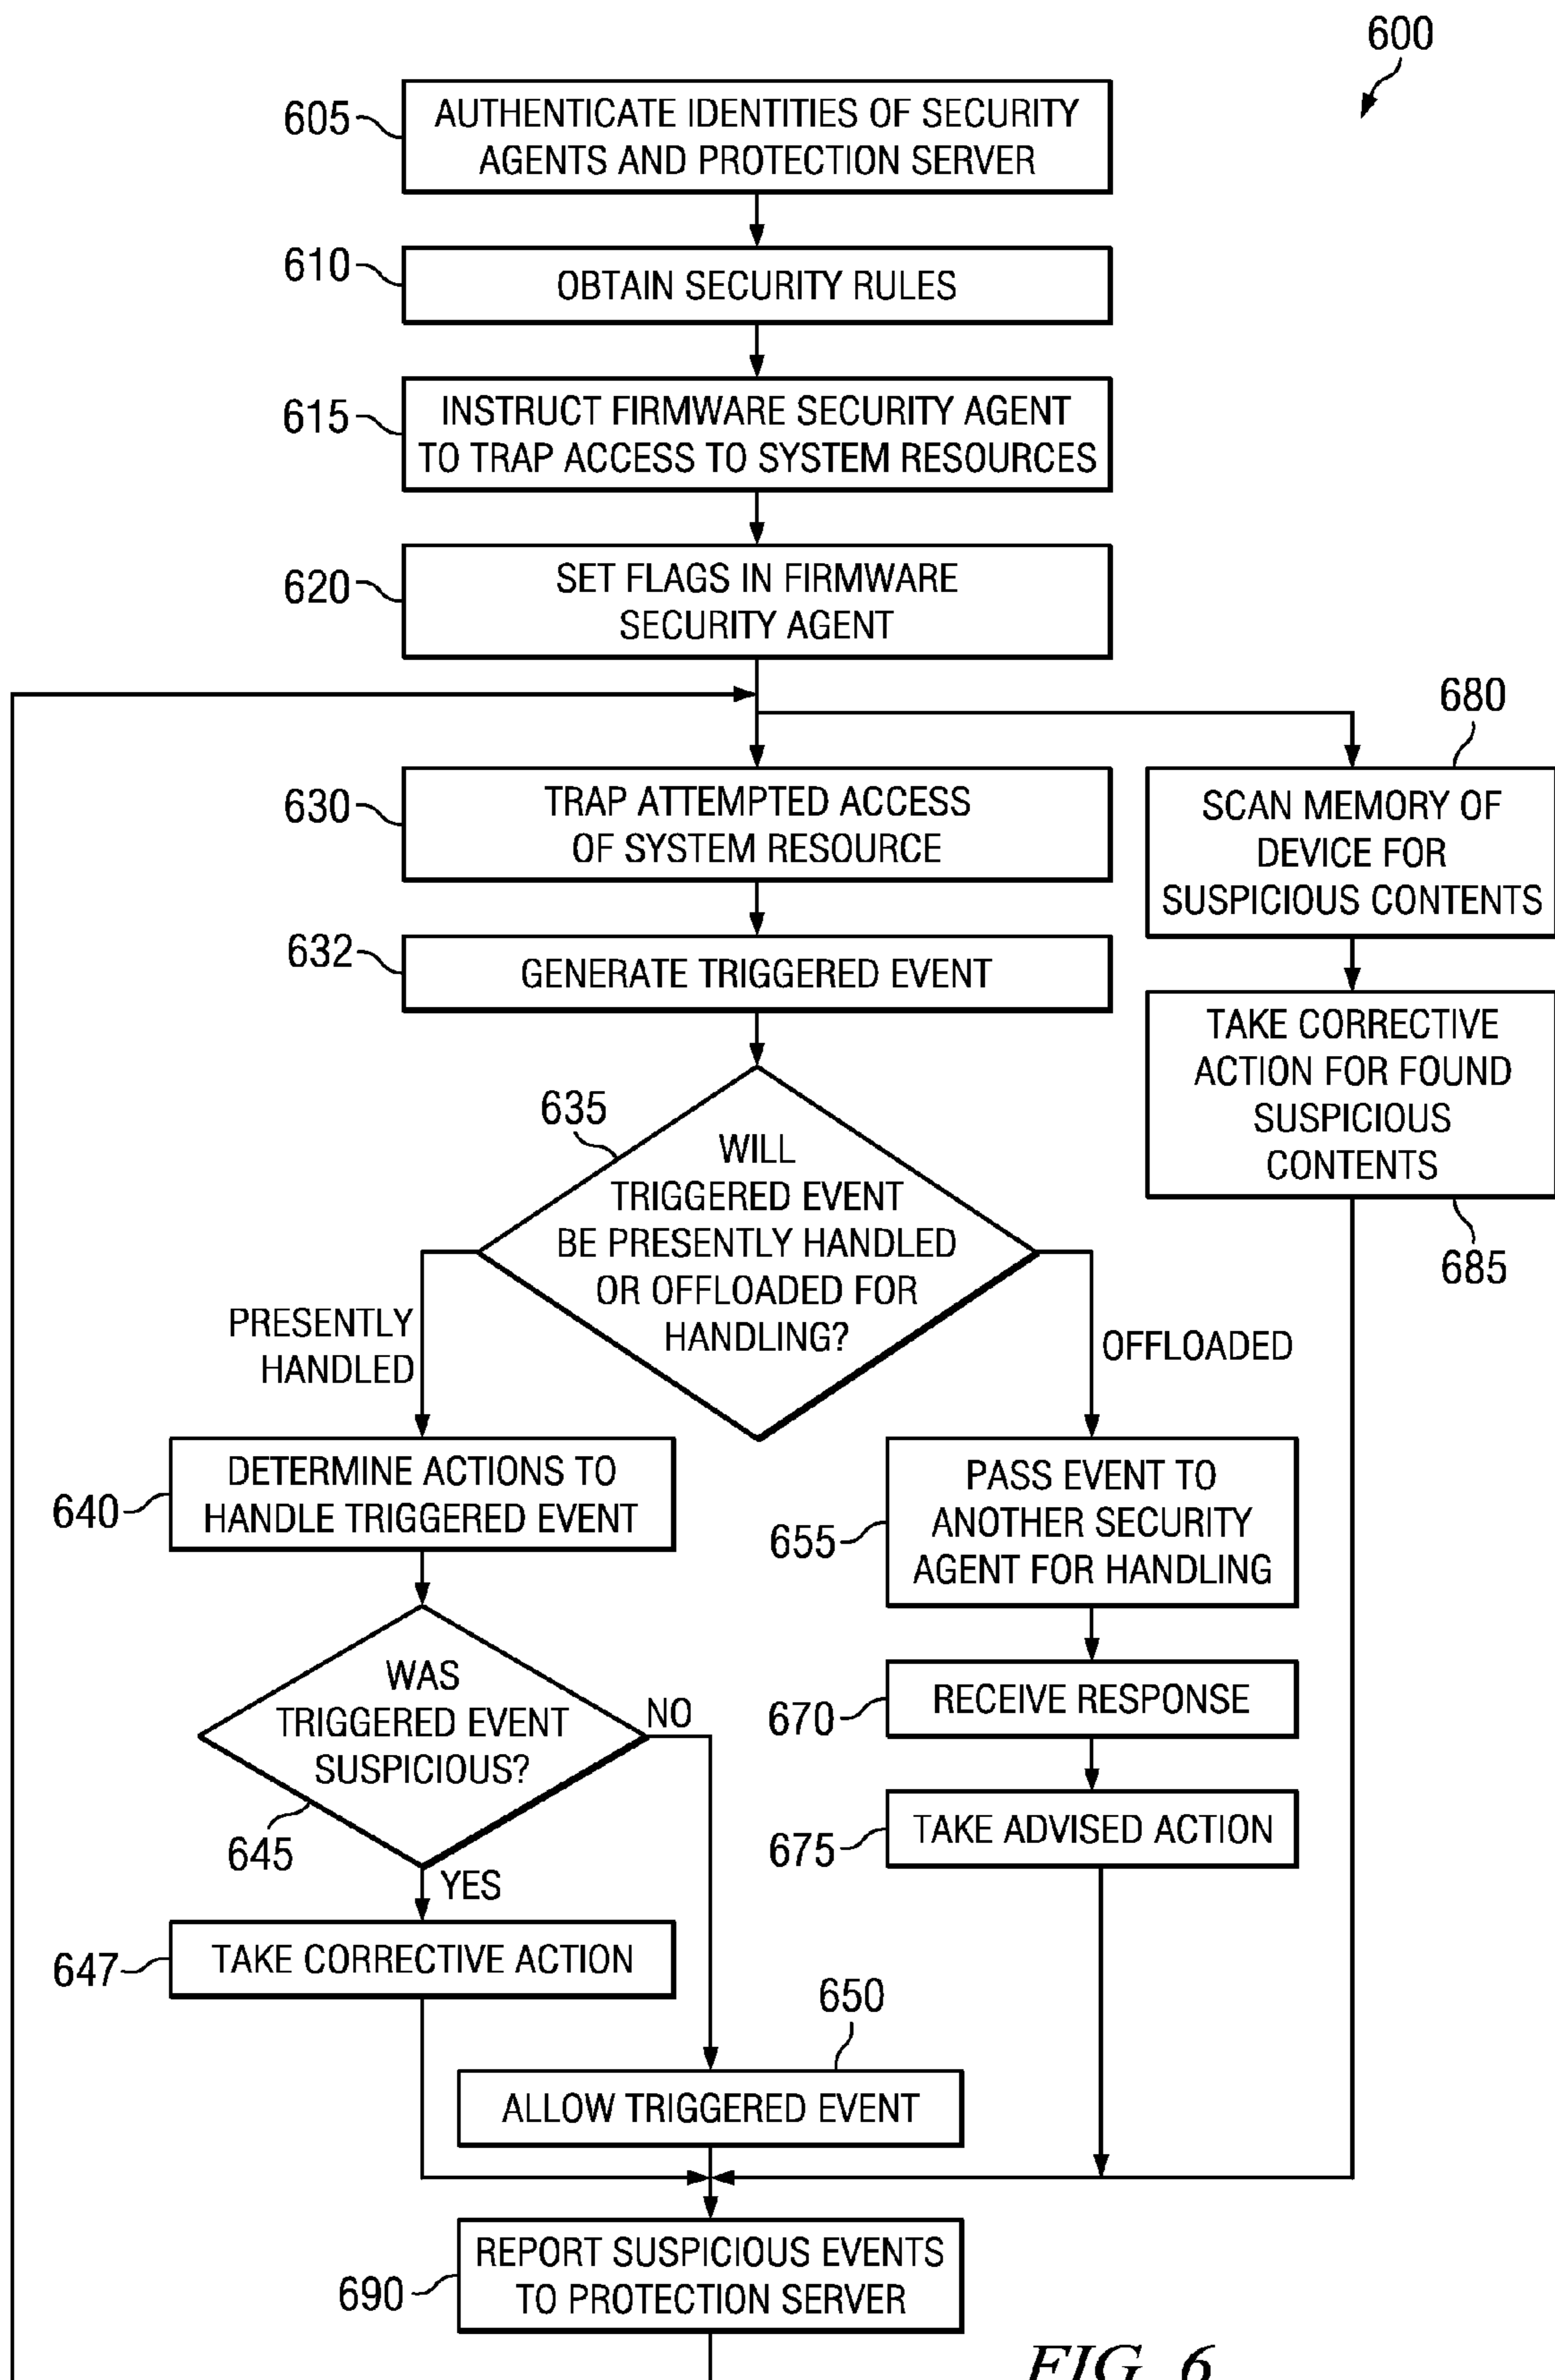 600
605
AUTHENTICATE IDENTITIES OF SECURITY
AGENTS AND PROTECTION SERVER
610
OBTAIN SECURITY RULES
615
INSTRUCT FIRMWARE SECURITY AGENT
TO TRAP ACCESS TO SYSTEM RESOURCES
620
SET FLAGS IN FIRMWARE
SECURITY AGENT
680
630
TRAP ATTEMPTED ACCESS
OF SYSTEM RESOURCE
SCAN MEMORY OF
DEVICE FOR
SUSPICIOUS CONTENTS
632
GENERATE TRIGGERED EVENT
TAKE CORRECTIVE
ACTION FOR FOUND
SUSPICIOUS
CONTENTS
685
635
WILL
TRIGGERED EVENT
BE PRESENTLY HANDLED
OR OFFLOADED FOR
HANDLING?
PRESENTLY
HANDLED
OFFLOADED
640
DETERMINE ACTIONS TO
HANDLE TRIGGERED EVENT
655
PASS EVENT TO
ANOTHER SECURITY
AGENT FOR HANDLING
WAS
TRIGGERED EVENT
SUSPICIOUS?
NO
645
YES
670
RECEIVE RESPONSE
675
TAKE ADVISED ACTION
647
TAKE CORRECTIVE ACTION
650
ALLOW TRIGGERED EVENT
690
REPORT SUSPICIOUS EVENTS
TO PROTECTION SERVER
FIG. 6